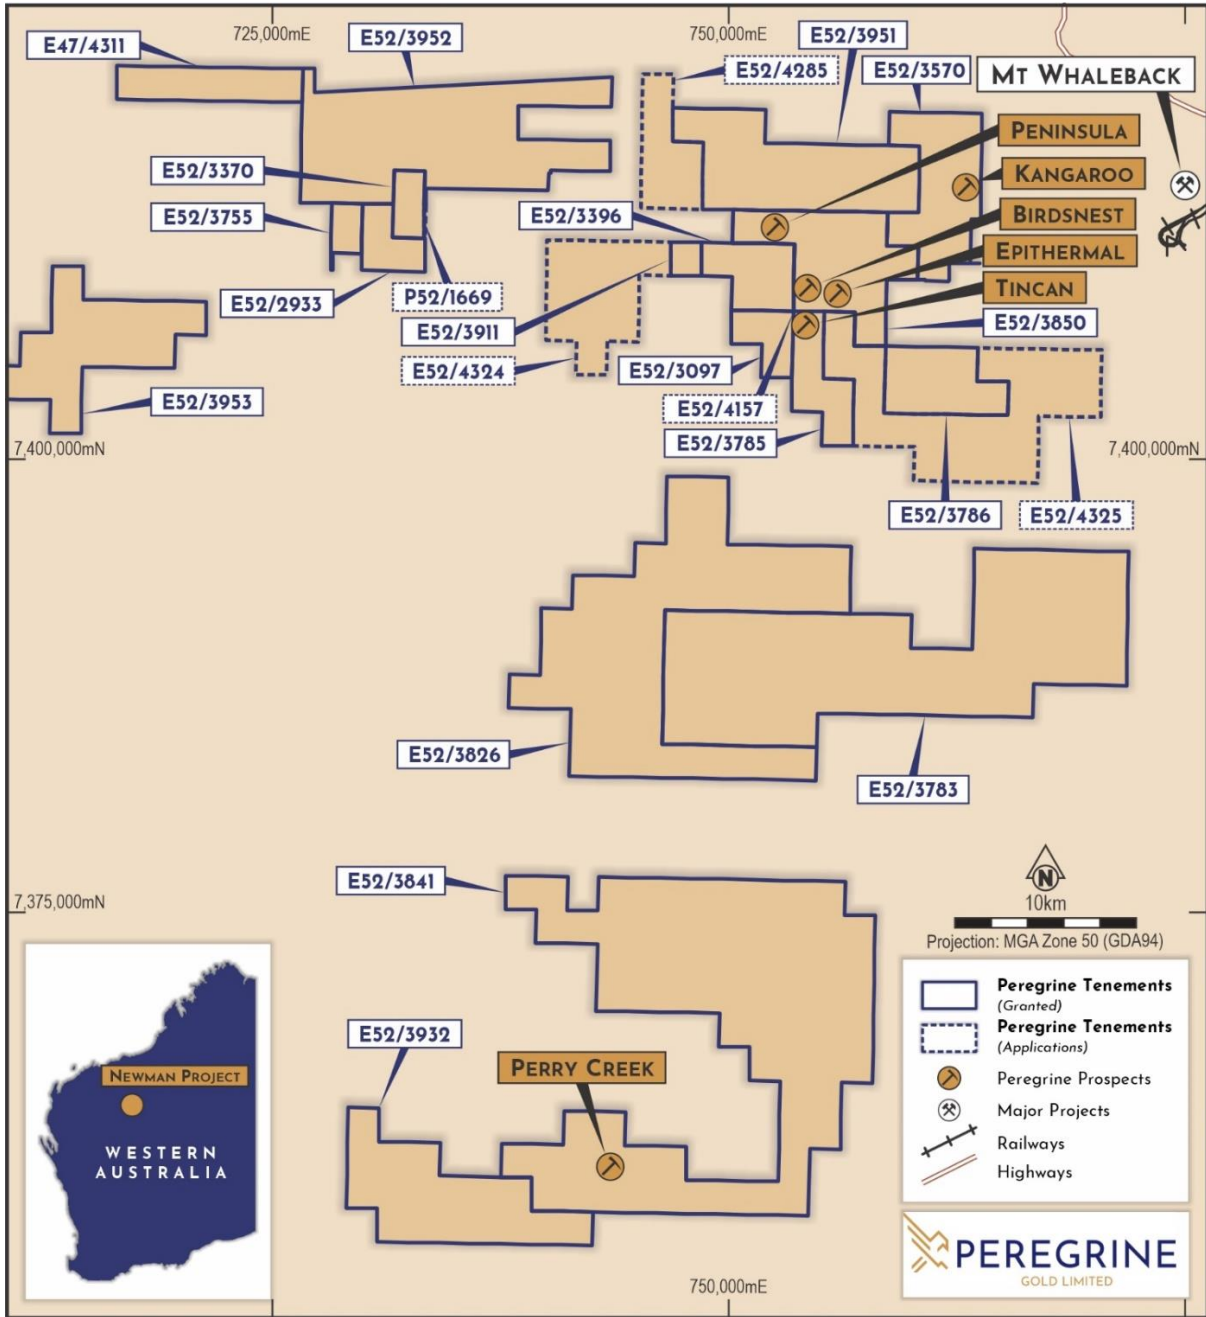 725,000mE
750,000mE
E47/4311
E52/3952
E52/3951
E52/4285
E52/3570
MT WHALEBACK
PENINSULA
E52/3370
KANGAROO
E52/3755
E52/3396
BIRDSNEST
EPITHERMAL
TINCAN
E52/2933
P52/1669
E52/3911
E52/3850
E52/4324
E52/3097
E52/3953
E52/4157
E52/3785
7,400,000mN
7,400,000mN
E52/3786
E52/4325
E52/3826
E52/3783
E52/3841
7,375,000mN
N
10km
Projection: MGA Zone 50 (GDA94)
E52/3932
PERRY CREEK
NEWMAN PROJECT
WESTERN
AUSTRALIA
Peregrine Tenements
(Granted)
Peregrine Tenements
(Applications)
Peregrine Prospects
Major Projects
Railways
Highways
PEREGRINE
GOLD LIMITED
750,000mE